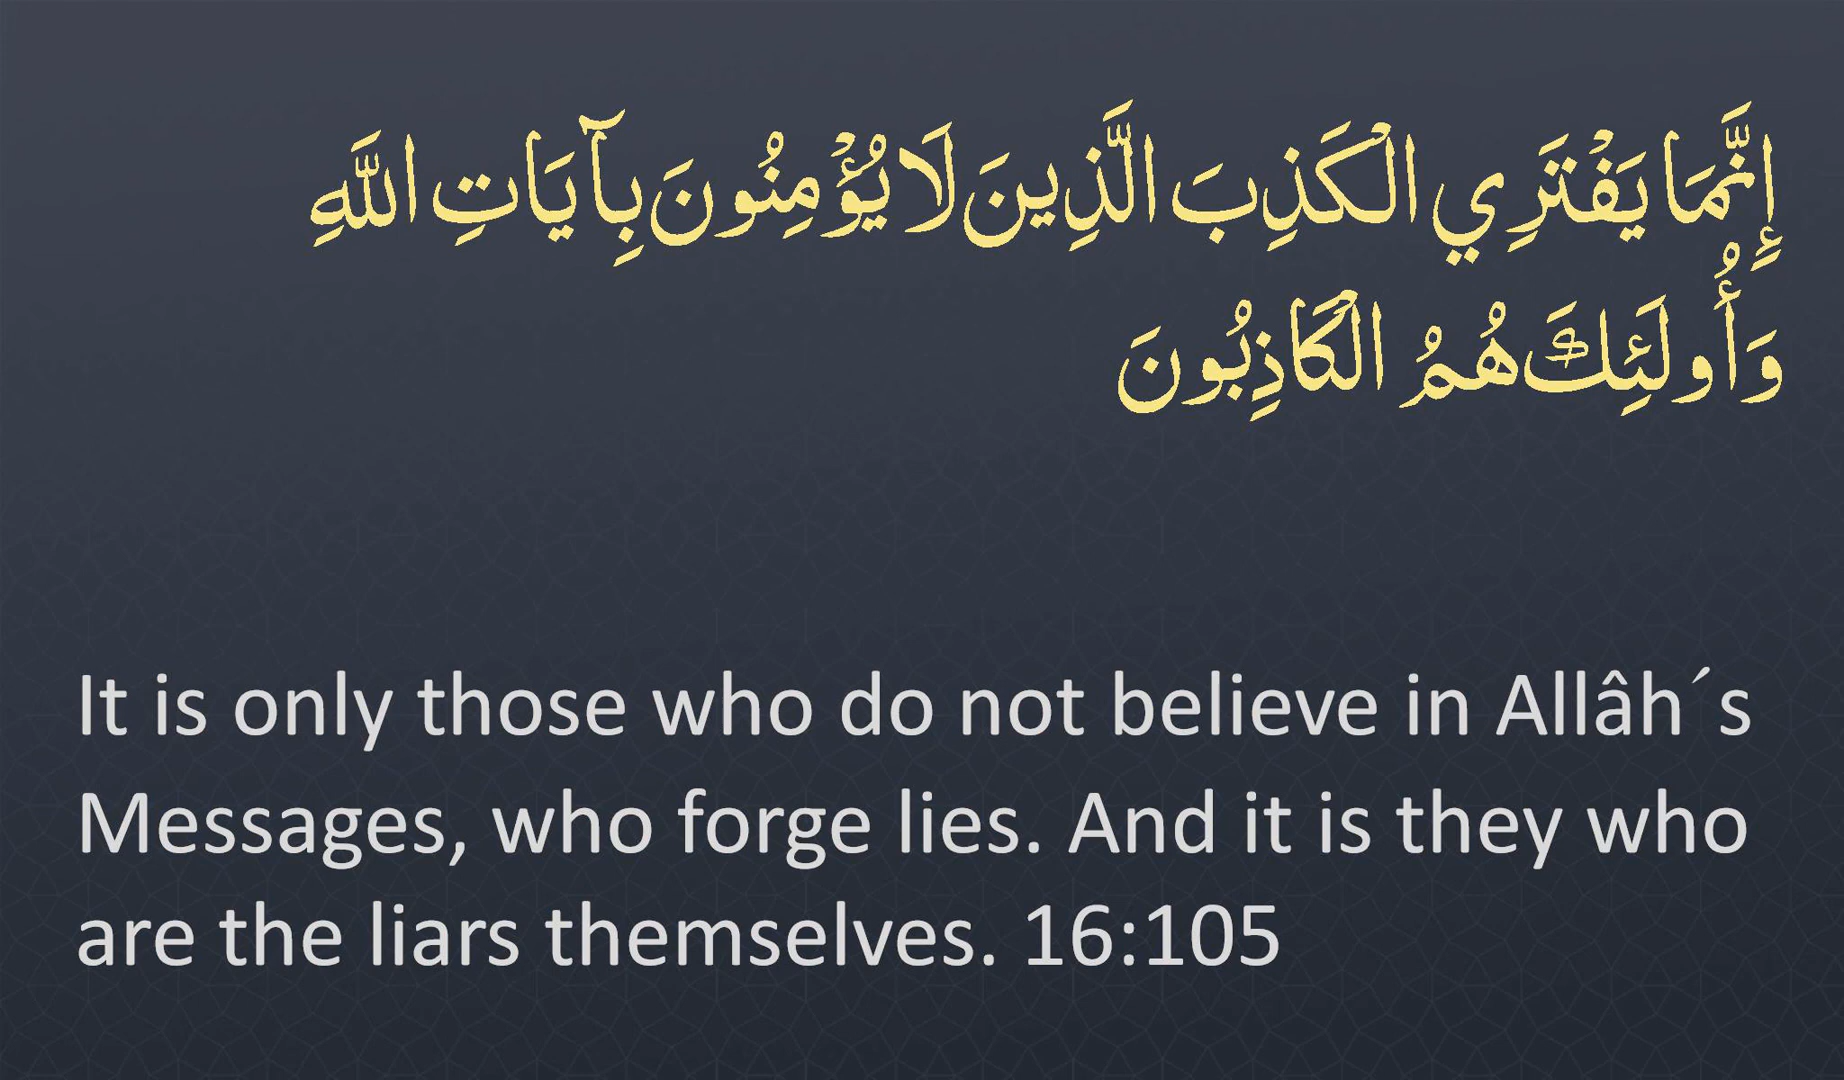 إِنَّمَا يَفْتَرِي الْكَذِبَ الَّذِينَ لَا يُؤْمِنُونَ بِآيَاتِ اللَّهِ
وَأُولَئِكَ هُمُ الْكَاذِبُونَ
It is only those who do not believe in Allâh´s
Messages, who forge lies. And it is they who
are the liars themselves. 16:105